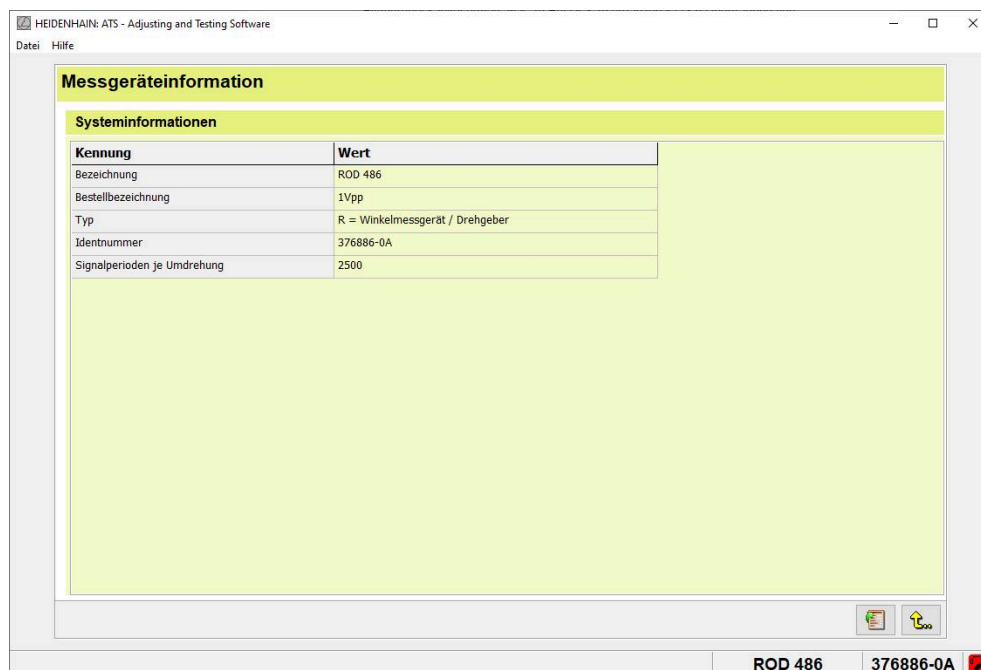 HEIDENHAIN: ATS - Adjusting and Testing Software
Datei Hilfe
Messgeräteinformation
Systeminformationen
Kennung Wert
Bezeichnung ROD 486
Bestellbezeichnung 1Vpp
Typ R = Winkelmessgerät / Drehgeber
Identnummer 376886-0A
Signalperioden je Umdrehung 2500
ROD 486 376886-0A